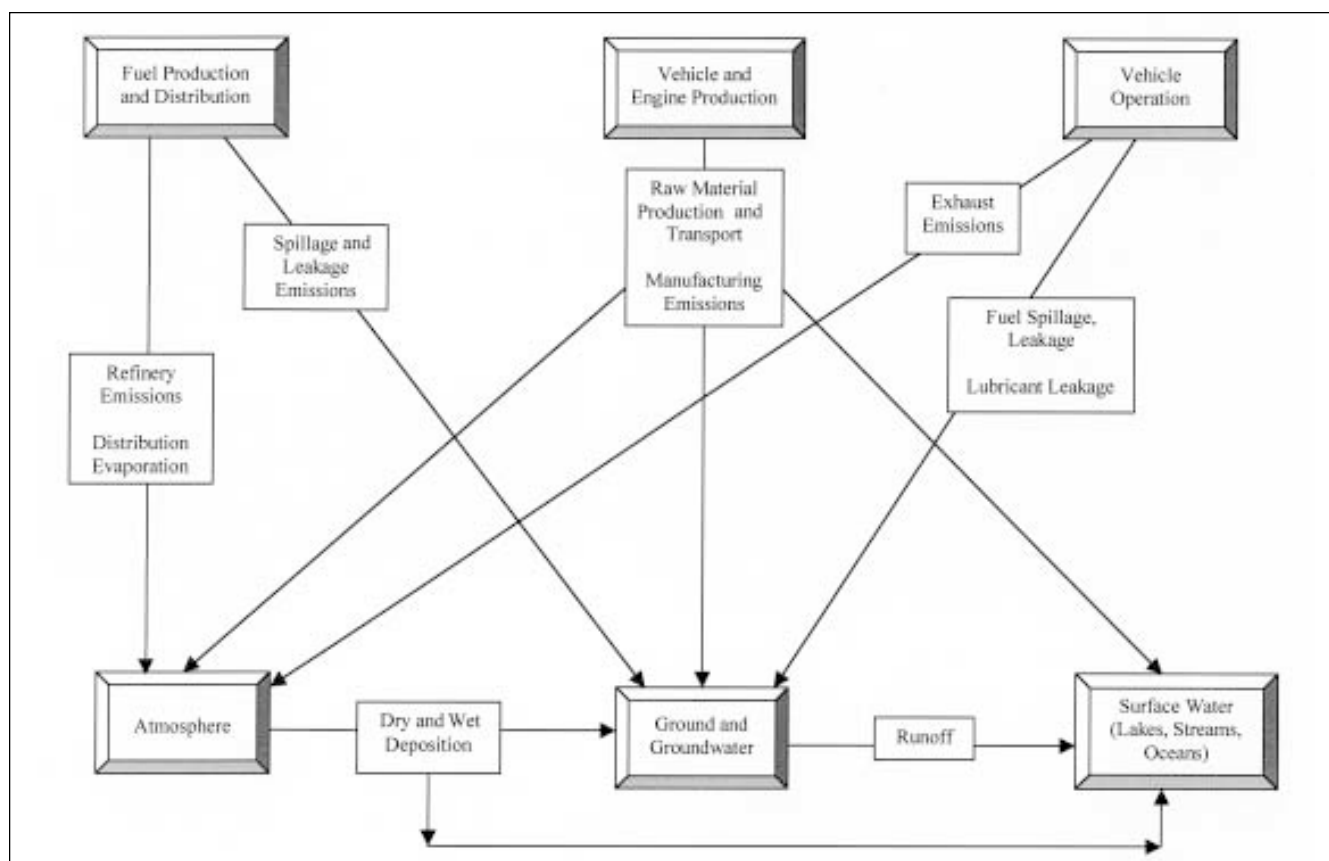 Fuel Production
and Distribution
Vehicle and
Engine Production
Vehicle
Operation
Raw Material
Production and
Transport
Manufacturing
Emissions
Exhaust
Emissions
Spillage and
Leakage
Emissions
Fuel Spillage,
Leakage
Lubricant Leakage
Refinery
Emissions
Distribution
Evaporation
Atmosphere
Dry and Wet
Deposition
Ground and
Groundwater
Runoff
Surface Water
(Lakes, Streams,
Oceans)